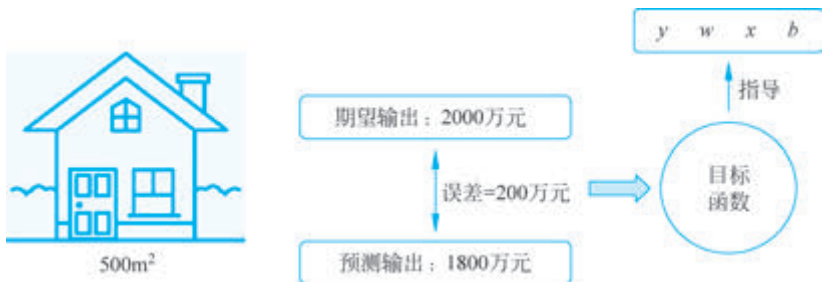 y w x b
指导
期望输出：2000万元
误差=200万元
目标
函数
预测输出：1800万元
500m²